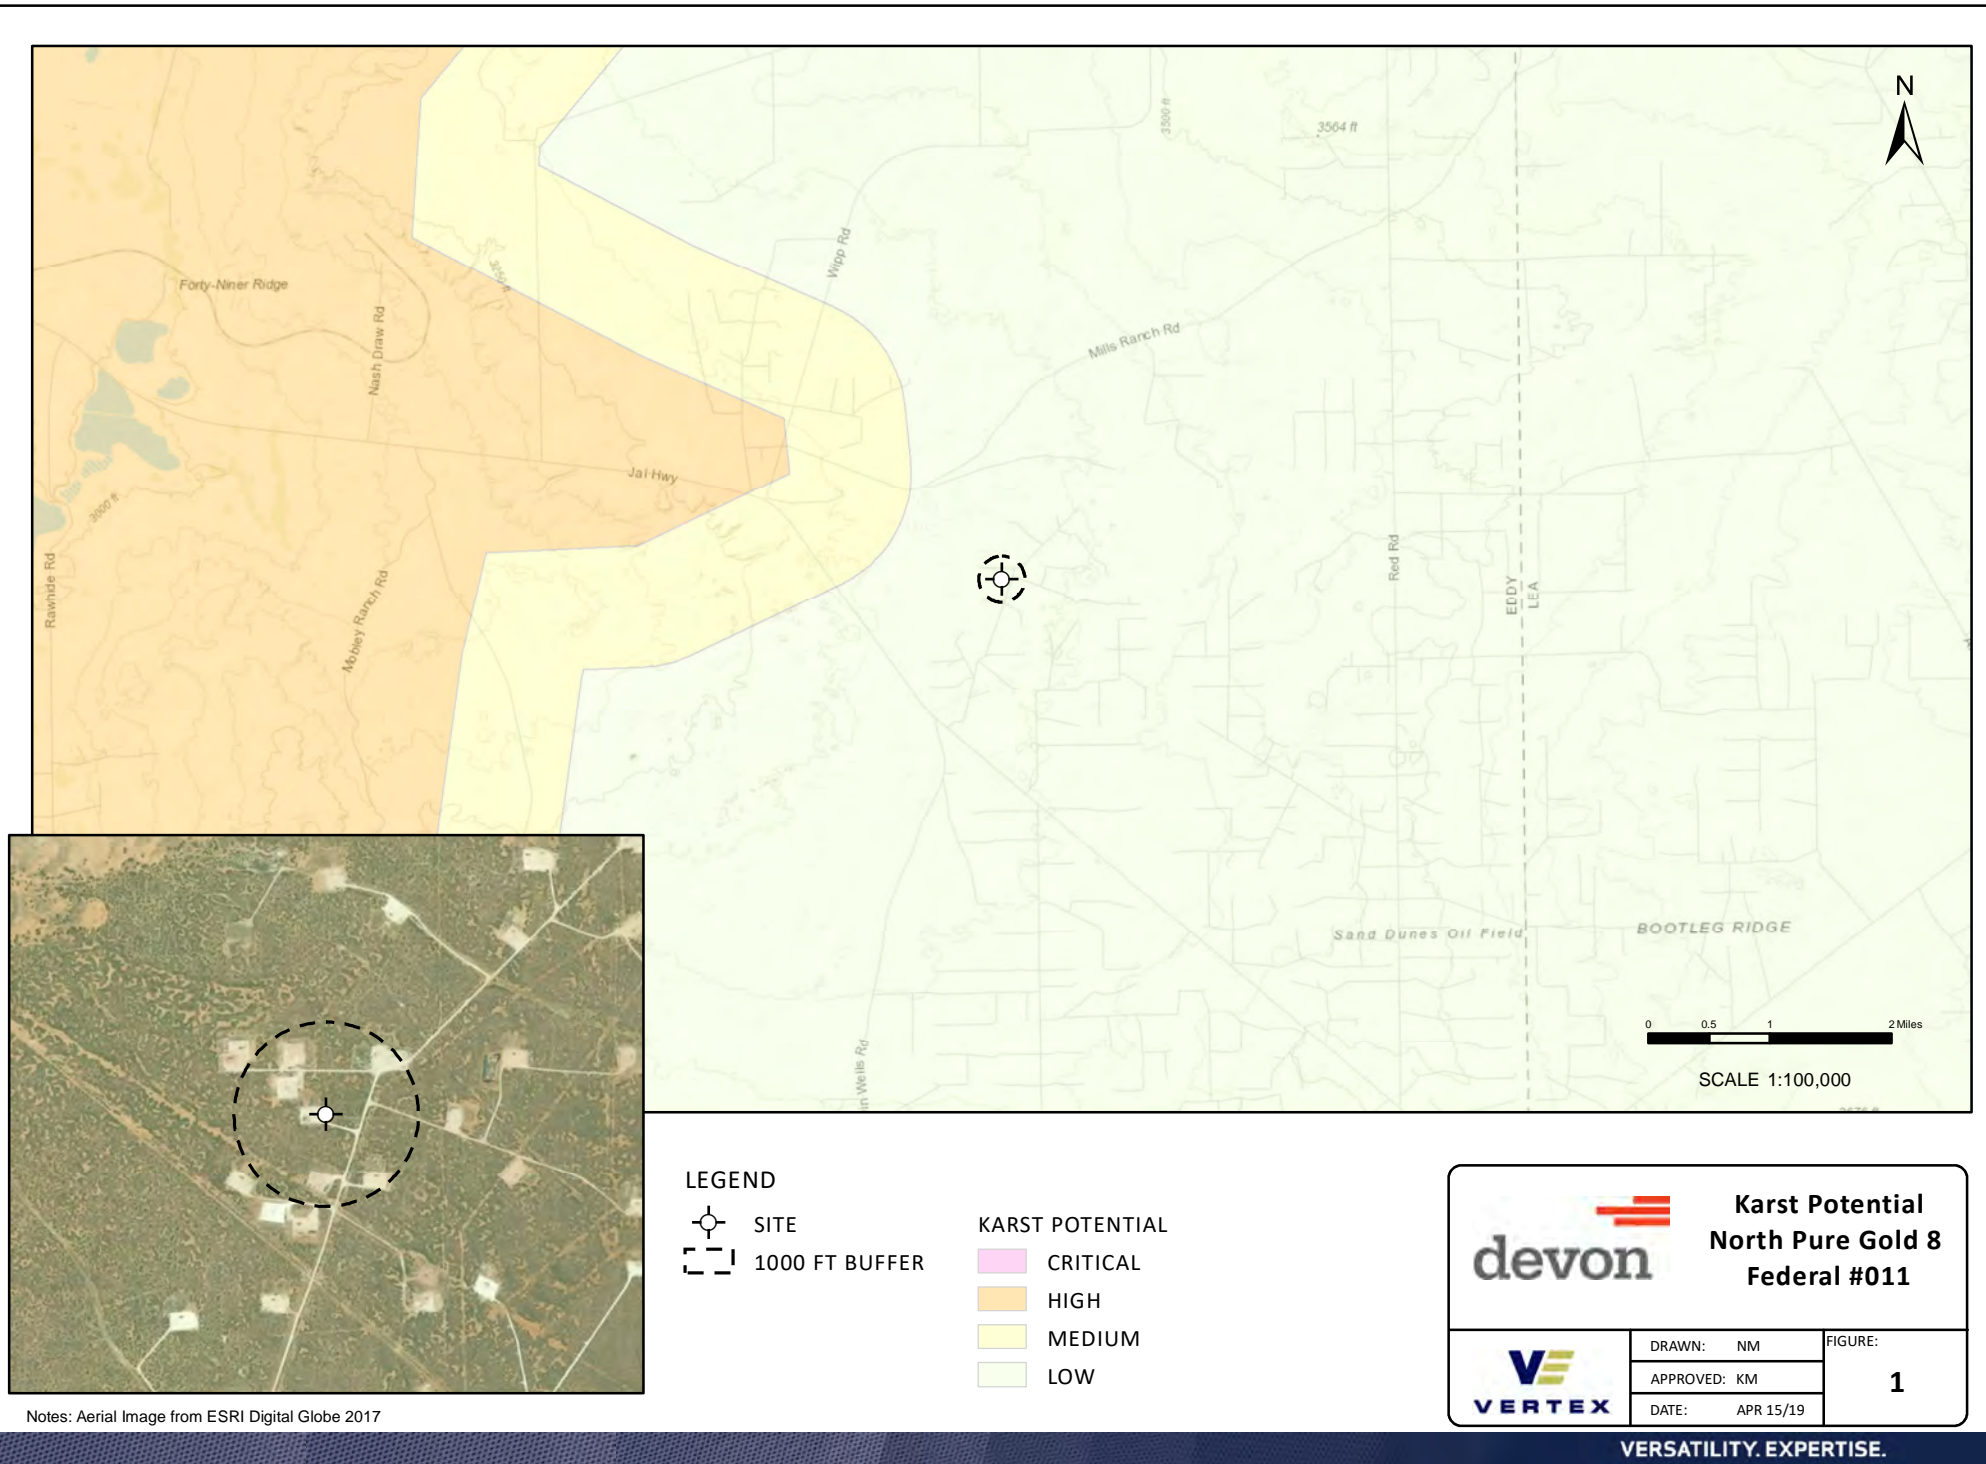 N
3564 ft
3500 ft
Wipp Rd
3250 ft
Forty-Niner Ridge
Nash Draw Rd
Mills Ranch Rd
Jal Hwy
3000 ft
Rawhide Rd
Mobley Ranch Rd
Red Rd
EDDY
LEA
Sand Dunes Oil Field
BOOTLEG RIDGE
0 0.5 1 2 Miles
SCALE 1:100,000
Wells Rd
LEGEND
SITE
1000 FT BUFFER
KARST POTENTIAL
CRITICAL
HIGH
MEDIUM
LOW
devon
Karst Potential
North Pure Gold 8
Federal #011
VERTEX
DRAWN: NM
APPROVED: KM
DATE: APR 15/19
FIGURE:
1
Notes: Aerial Image from ESRI Digital Globe 2017
VERSATILITY. EXPERTISE.